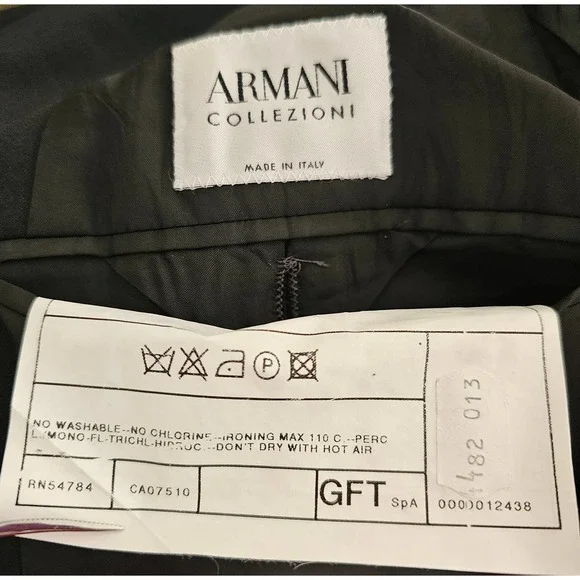 ARMANI
COLLEZIONI
MADE IN ITALY
P
NO WASHABLE--NO CHLORINE--IRONING MAX 110 C.--PERC
/MONO-FL-TRICHL-HIDROC.--DON'T DRY WITH HOT AIR
482 013
RN54784
CA07510
GFT SpA
0000012438